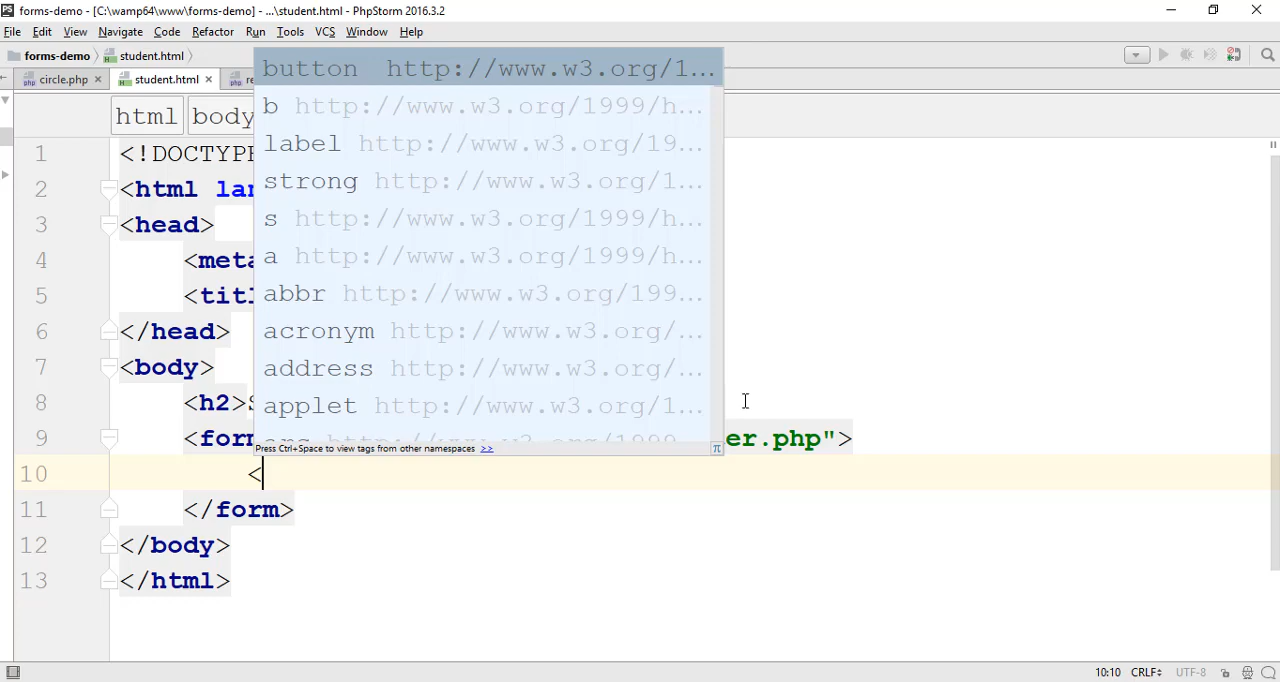 forms-demo] - [C:\wamp64\www\forms-demo] - ...\student.html - PhpStorm 2016.3.2
File Edit View Navigate Code Refactor Run Tools VCS Window Help
forms-demo student.html
circle.php student.html re
html body
button http://www.w3.org/1...
b http://www.w3.org/1999/h...
label http://www.w3.org/19...
strong http://www.w3.org/1...
s http://www.w3.org/1999/h...
a http://www.w3.org/1999/h...
abbr http://www.w3.org/199...
acronym http://www.w3.org/...
address http://www.w3.org/...
applet http://www.w3.org/1...
Press Ctrl+Space to view tags from other namespaces >>
1 <!DOCTYPE
2 <html lan
3 <head>
4 <meta
5 <titl
6 </head>
7 <body>
8 <h2>S
9 <form er.php">
10 <
11 </form>
12 </body>
13 </html>
10:10 CRLF UTF-8